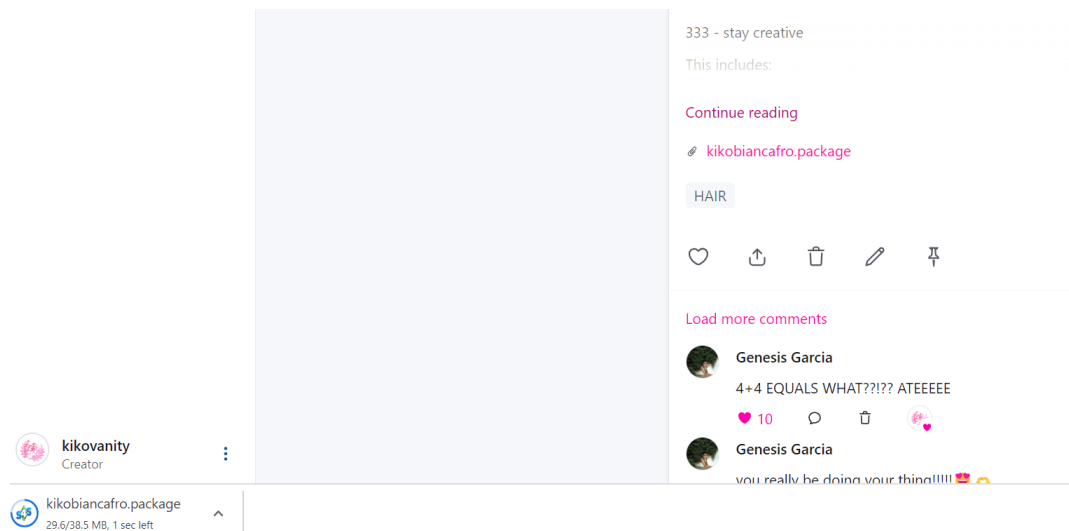 333 - stay creative
This includes:
Continue reading
kikobiancafro.package
HAIR
Load more comments
Genesis Garcia
4+4 EQUALS WHAT??!?? ATEEEEE
10
Genesis Garcia
you really be doing your thing!!!!!🤩🫶
kikovanity
Creator
kikobiancafro.package
29.6/38.5 MB, 1 sec left